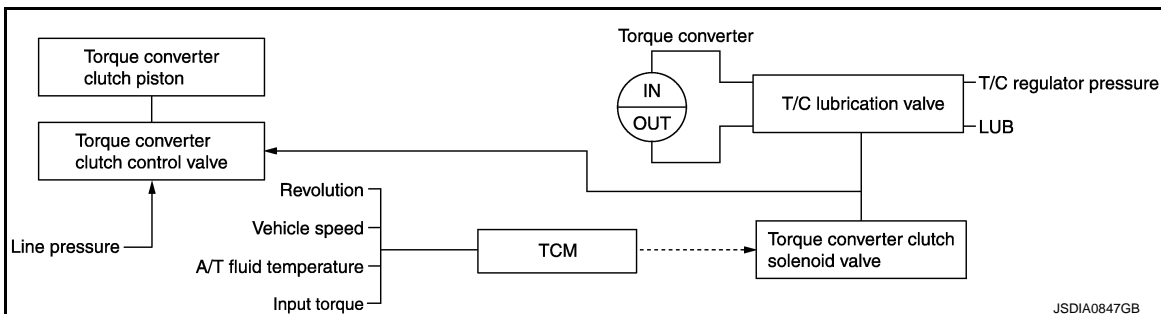 Torque converter
clutch piston
Torque converter
clutch control valve
Line pressure
Revolution
Vehicle speed
A/T fluid temperature
Input torque
TCM
Torque converter
IN
OUT
T/C lubrication valve
T/C regulator pressure
LUB
Torque converter clutch
solenoid valve
JSDIA0847GB